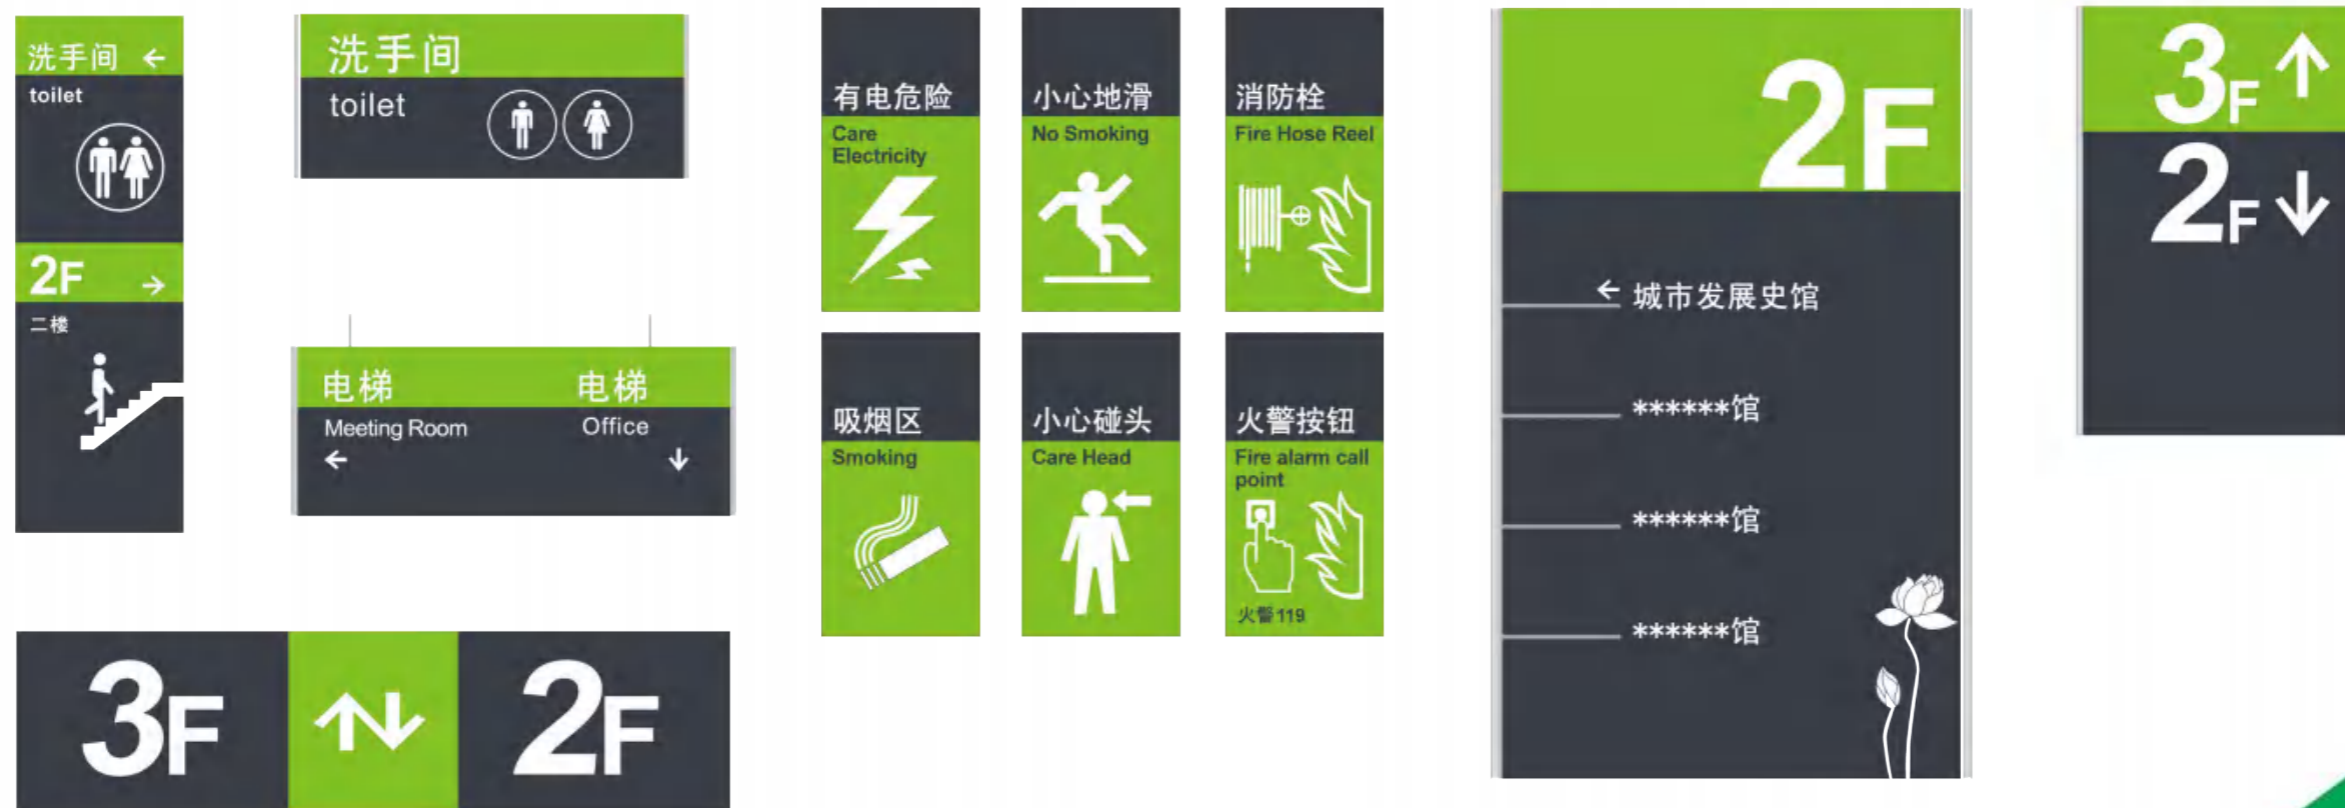 洗手间 ←
toilet
2F →
二楼
洗手间
toilet
电梯 电梯
Meeting Room Office
← ↓
3F ↑↓ 2F
有电危险
Care
Electricity
小心地滑
No Smoking
消防栓
Fire Hose Reel
吸烟区
Smoking
小心碰头
Care Head
火警按钮
Fire alarm call
point
火警119
2F
← 城市发展史馆
******馆
******馆
******馆
3F ↑
2F ↓